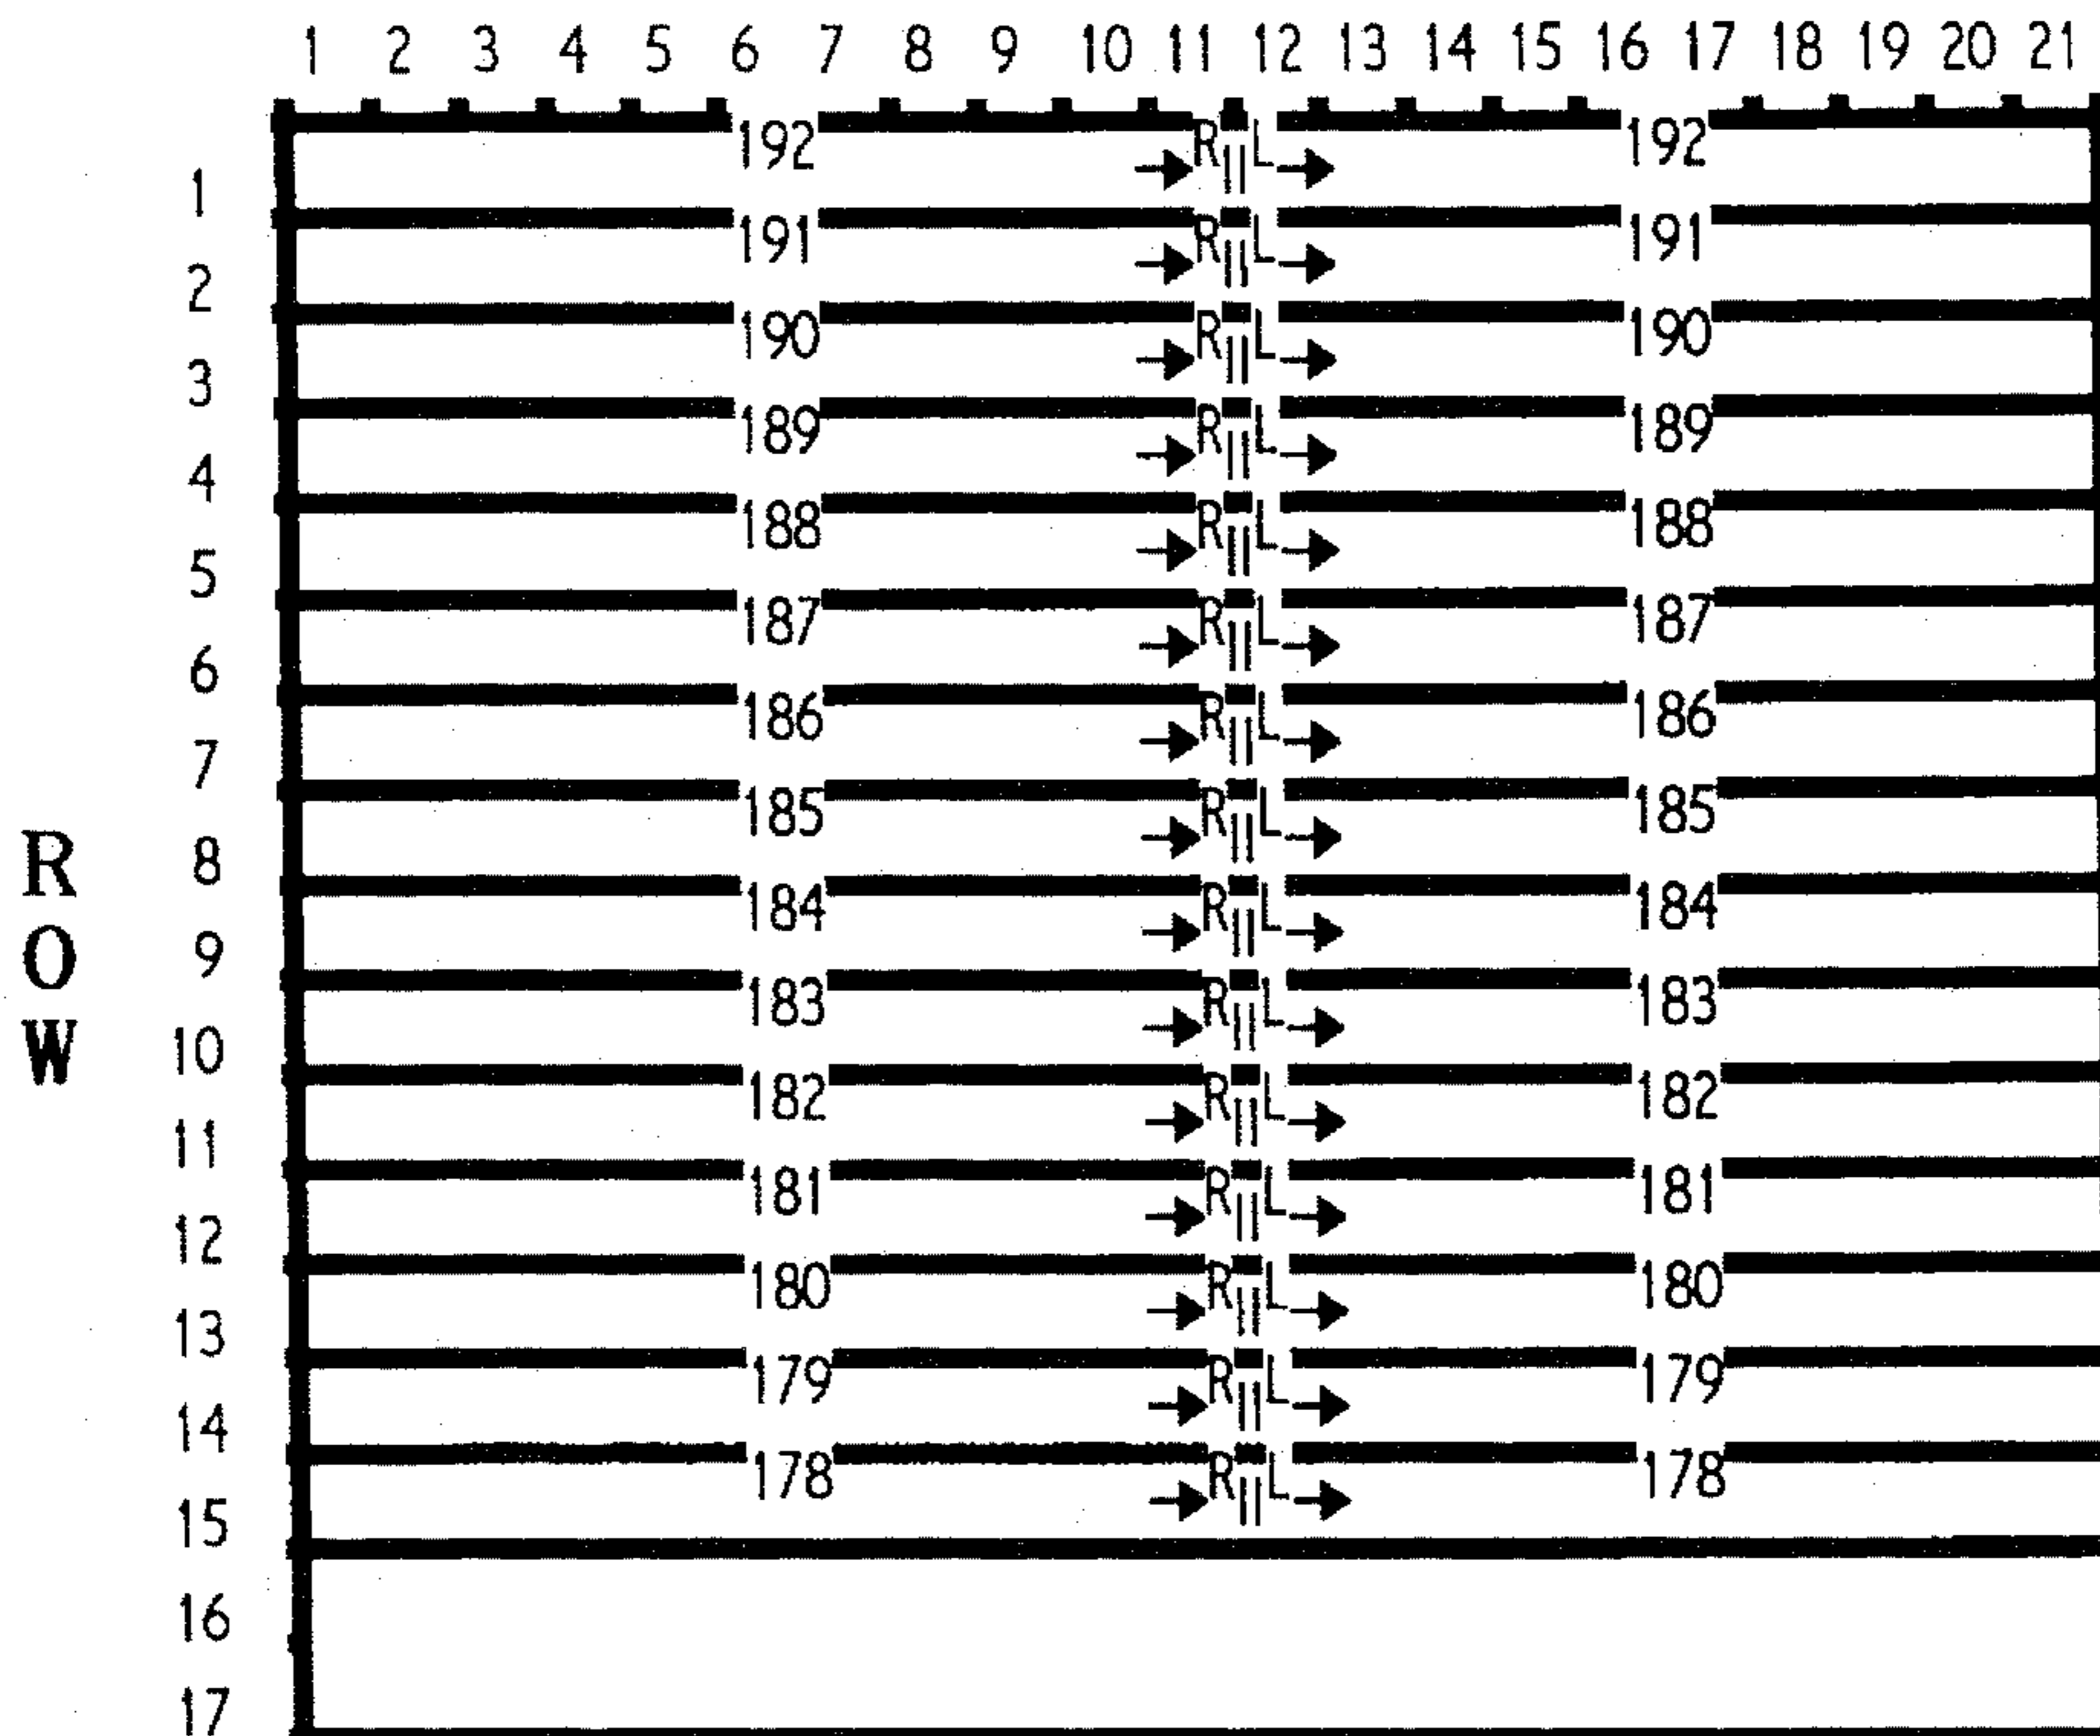 1 2 3 4 5 6 7 8 9 10 11 12 13 14 15 16 17 18 19 20 21
192 R L 192
1
191 R L 191
2
190 R L 190
3
189 R L 189
4
188 R L 188
5
187 R L 187
6
186 R L 186
7
185 R L 185
8
184 R L 184
9
183 R L 183
10
182 R L 182
11
181 R L 181
12
180 R L 180
13
179 R L 179
14
178 R L 178
15
16
17
ROW